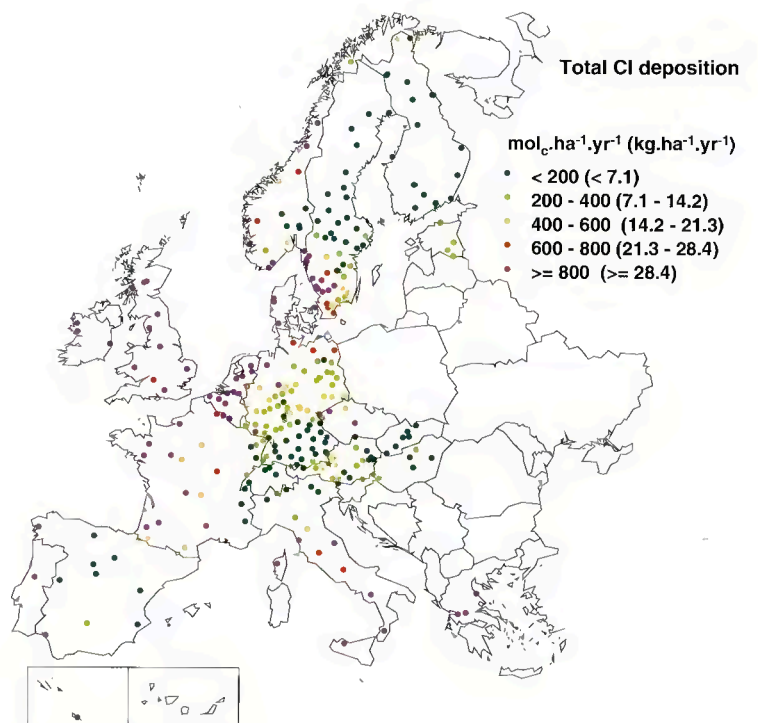 Total Cl deposition
mol_c.ha⁻¹.yr⁻¹ (kg.ha⁻¹.yr⁻¹)
< 200 (< 7.1)
200 - 400 (7.1 - 14.2)
400 - 600 (14.2 - 21.3)
600 - 800 (21.3 - 28.4)
>= 800 (>= 28.4)